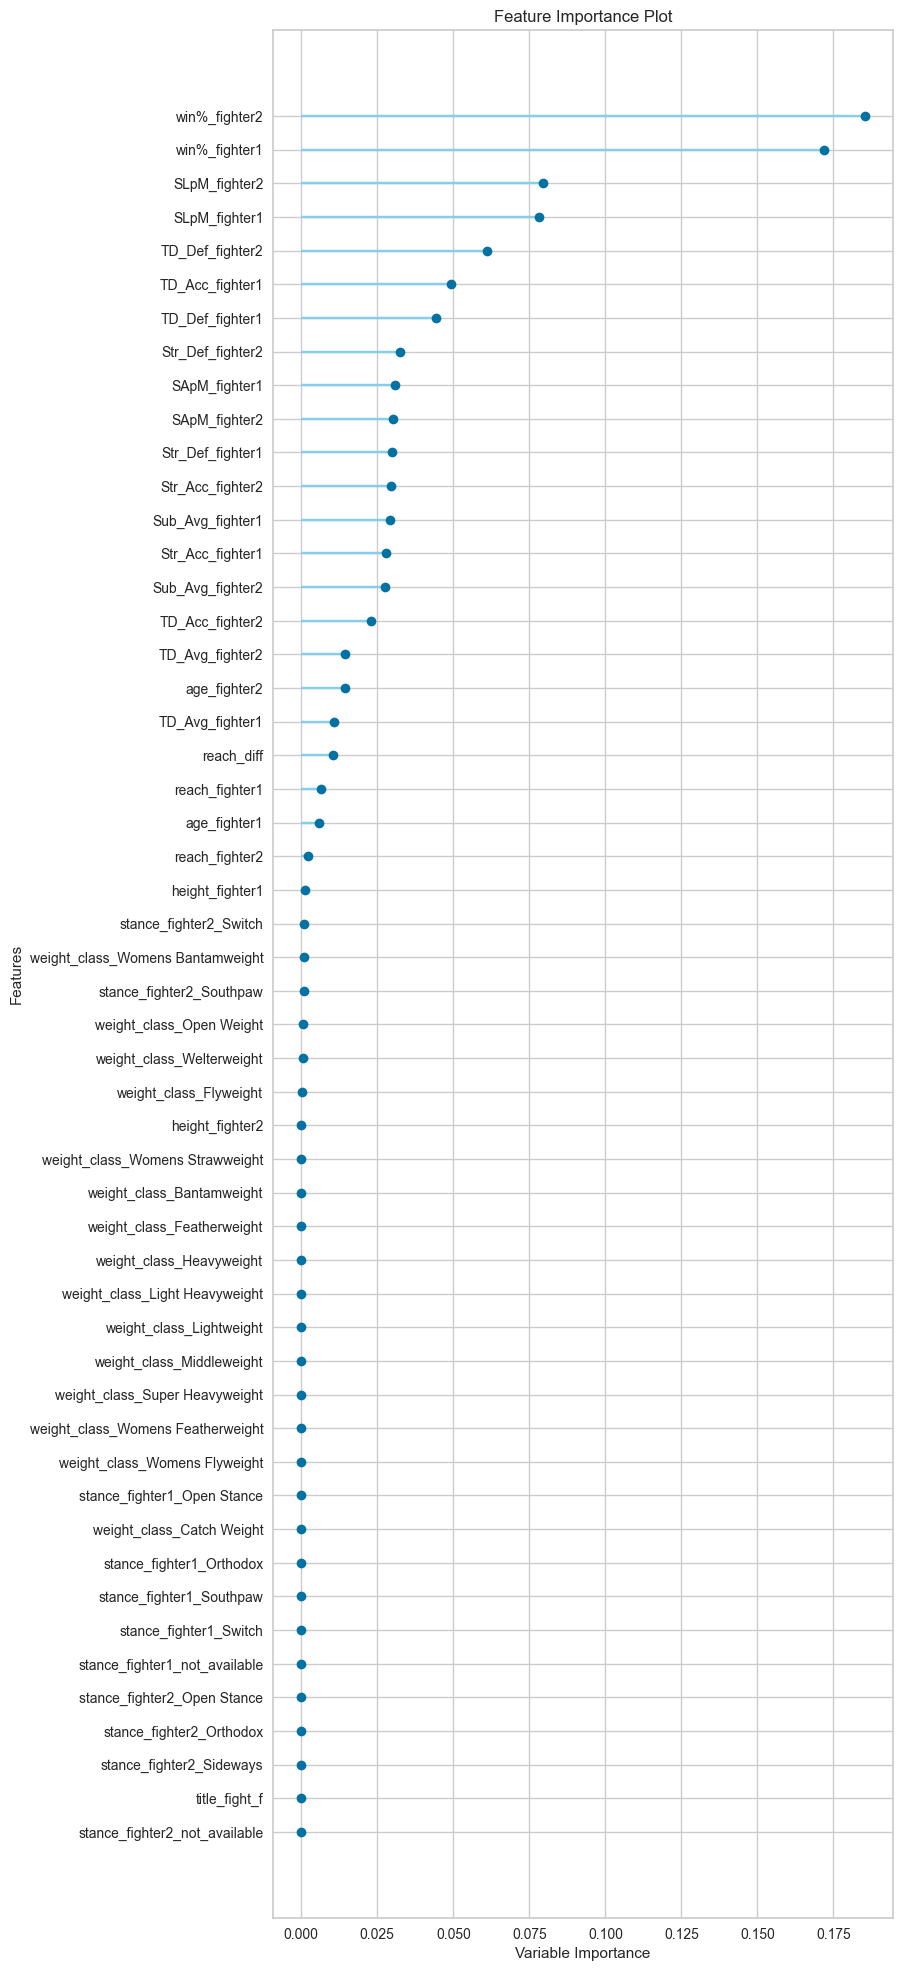 Feature Importance Plot
win%_fighter2
win%_fighter1
SLpM_fighter2
SLpM_fighter1
TD_Def_fighter2
TD_Acc_fighter1
TD_Def_fighter1
Str_Def_fighter2
SApM_fighter1
SApM_fighter2
Str_Def_fighter1
Str_Acc_fighter2
Sub_Avg_fighter1
Str_Acc_fighter1
Sub_Avg_fighter2
TD_Acc_fighter2
TD_Avg_fighter2
age_fighter2
TD_Avg_fighter1
reach_diff
reach_fighter1
age_fighter1
reach_fighter2
height_fighter1
stance_fighter2_Switch
weight_class_Womens Bantamweight
stance_fighter2_Southpaw
weight_class_Open Weight
weight_class_Welterweight
weight_class_Flyweight
height_fighter2
weight_class_Womens Strawweight
weight_class_Bantamweight
weight_class_Featherweight
weight_class_Heavyweight
weight_class_Light Heavyweight
weight_class_Lightweight
weight_class_Middleweight
weight_class_Super Heavyweight
weight_class_Womens Featherweight
weight_class_Womens Flyweight
stance_fighter1_Open Stance
weight_class_Catch Weight
stance_fighter1_Orthodox
stance_fighter1_Southpaw
stance_fighter1_Switch
stance_fighter1_not_available
stance_fighter2_Open Stance
stance_fighter2_Orthodox
stance_fighter2_Sideways
title_fight_f
stance_fighter2_not_available
Features
0.000 0.025 0.050 0.075 0.100 0.125 0.150 0.175
Variable Importance